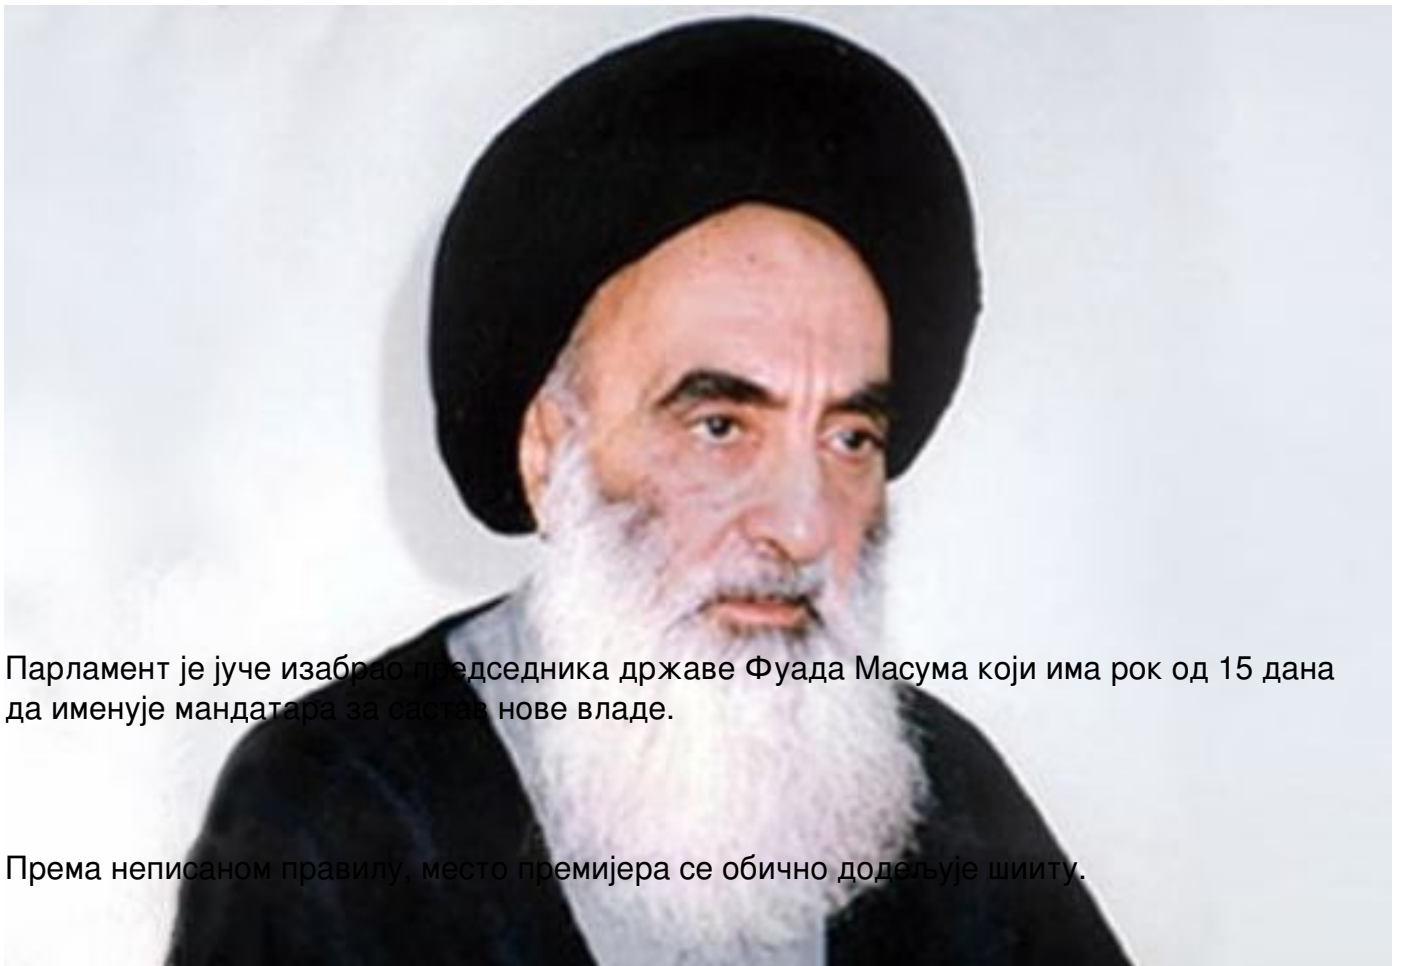 Парламент је јуче изабрао председника државе Фуада Масума који има рок од 15 дана
да именује мандатара за састав нове владе.
Према неписаном правилу, место премијера се обично додељује шииту.